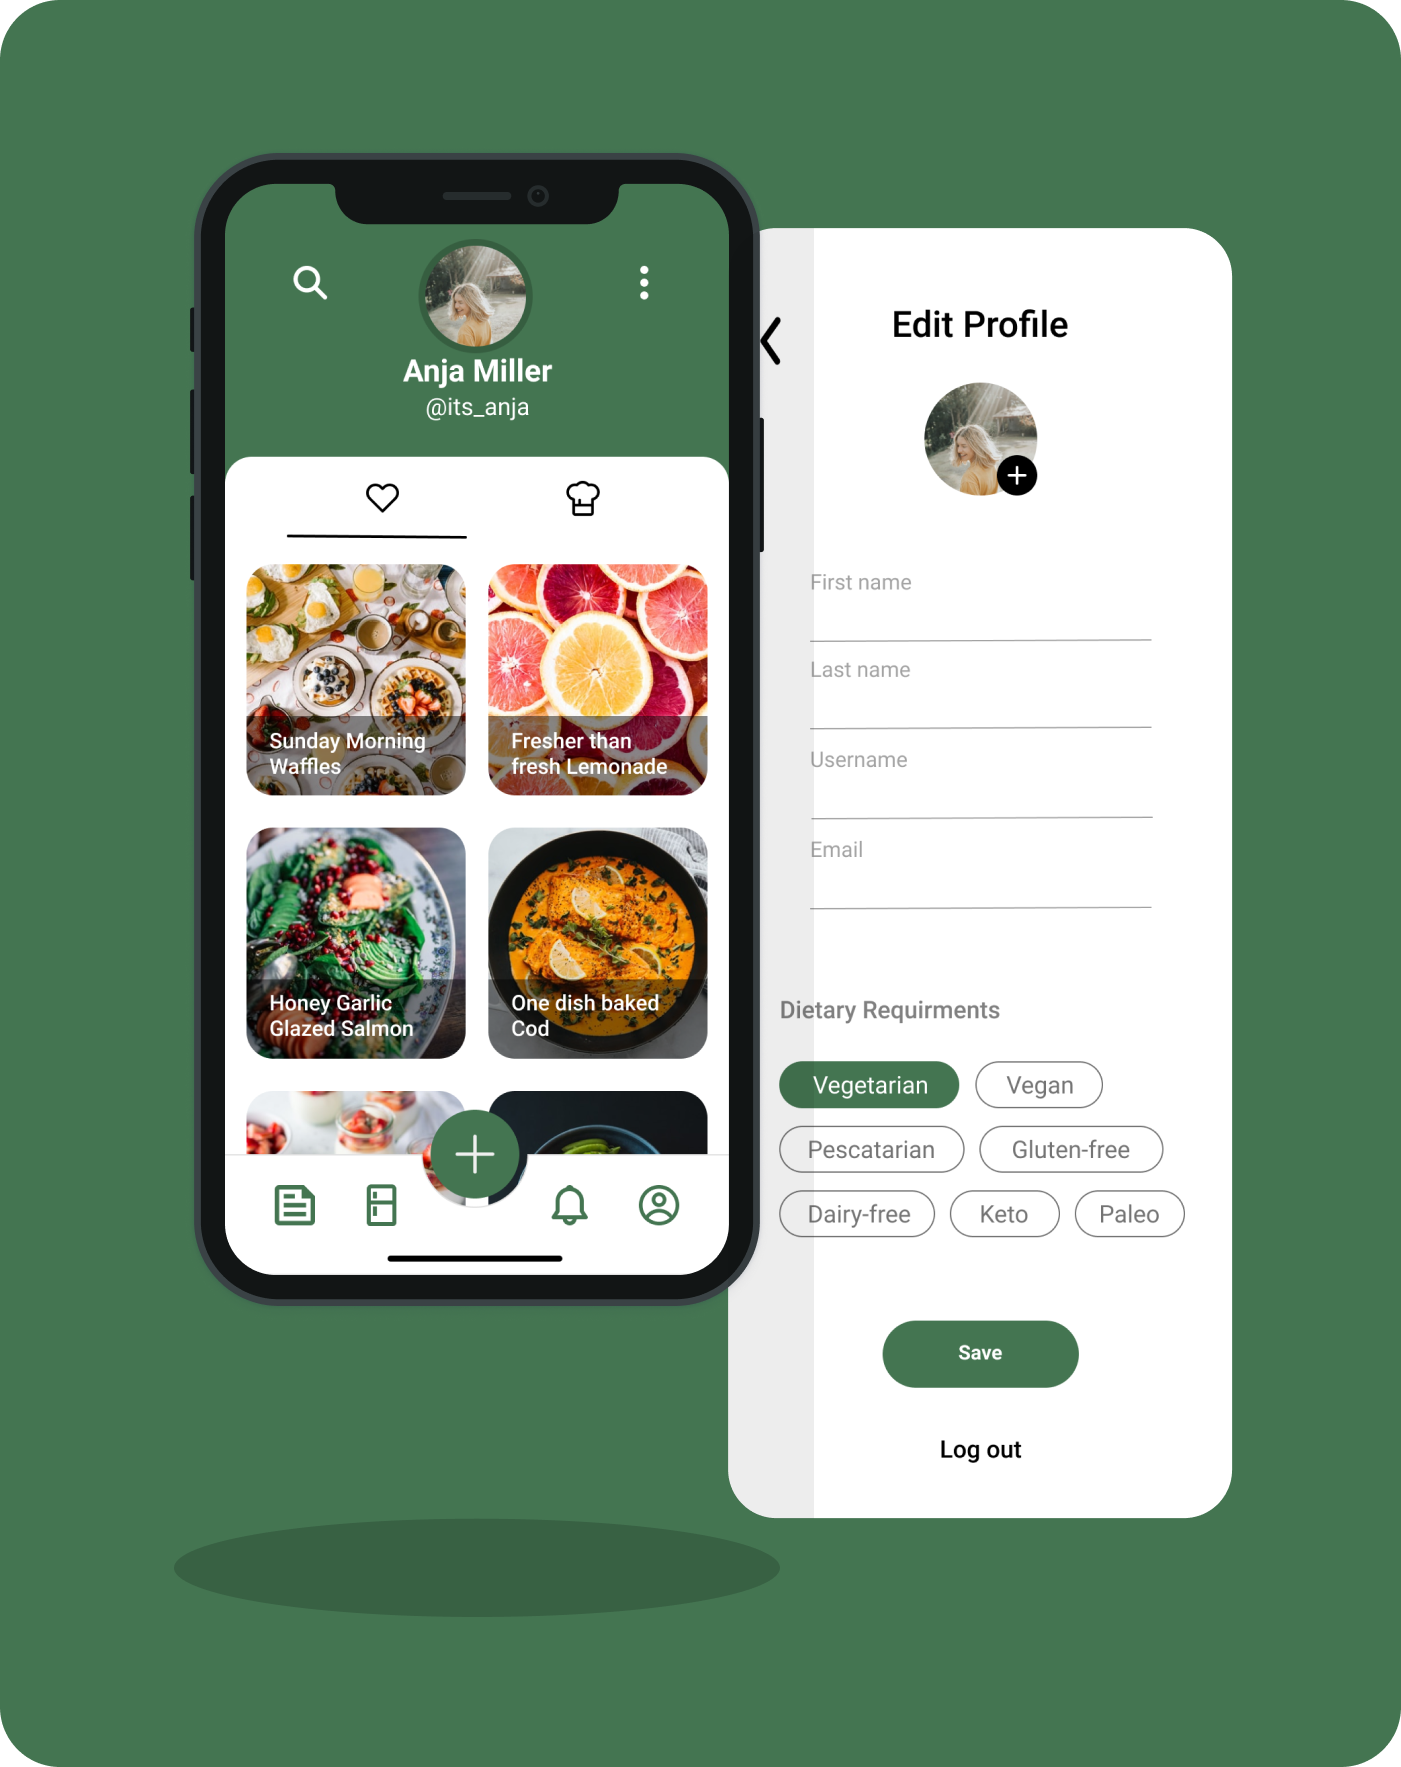 Anja Miller
@its_anja
Sunday Morning
Waffles
Fresher than
fresh Lemonade
Honey Garlic
Glazed Salmon
One dish baked
Cod
Edit Profile
First name
Last name
Username
Email
Dietary Requirments
Vegetarian
Vegan
Pescatarian
Gluten-free
Dairy-free
Keto
Paleo
Save
Log out